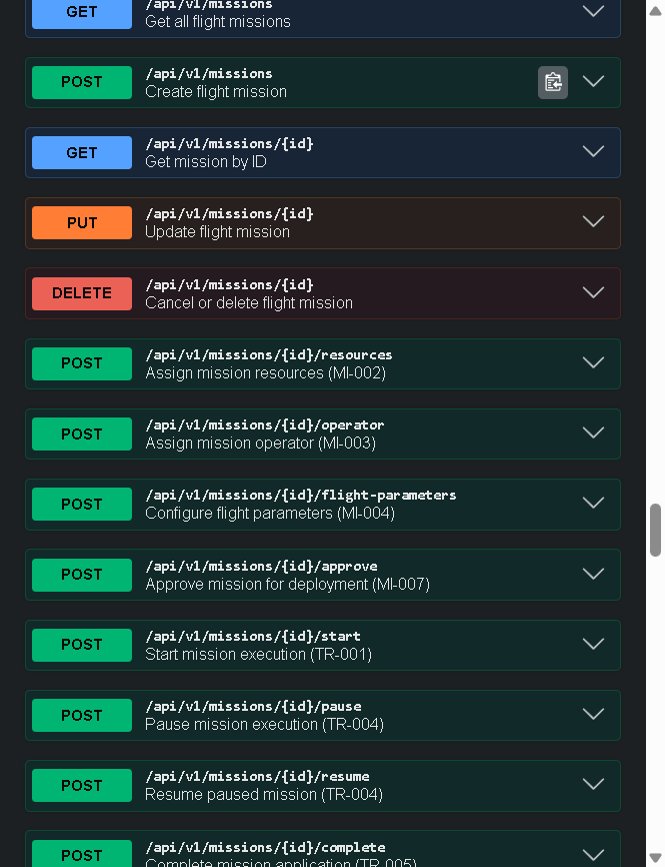 GET
/api/v1/missions
Get all flight missions
POST
/api/v1/missions
Create flight mission
GET
/api/v1/missions/{id}
Get mission by ID
PUT
/api/v1/missions/{id}
Update flight mission
DELETE
/api/v1/missions/{id}
Cancel or delete flight mission
POST
/api/v1/missions/{id}/resources
Assign mission resources (MI-002)
POST
/api/v1/missions/{id}/operator
Assign mission operator (MI-003)
POST
/api/v1/missions/{id}/flight-parameters
Configure flight parameters (MI-004)
POST
/api/v1/missions/{id}/approve
Approve mission for deployment (MI-007)
POST
/api/v1/missions/{id}/start
Start mission execution (TR-001)
POST
/api/v1/missions/{id}/pause
Pause mission execution (TR-004)
POST
/api/v1/missions/{id}/resume
Resume paused mission (TR-004)
POST
/api/v1/missions/{id}/complete
Complete mission application (TR-005)